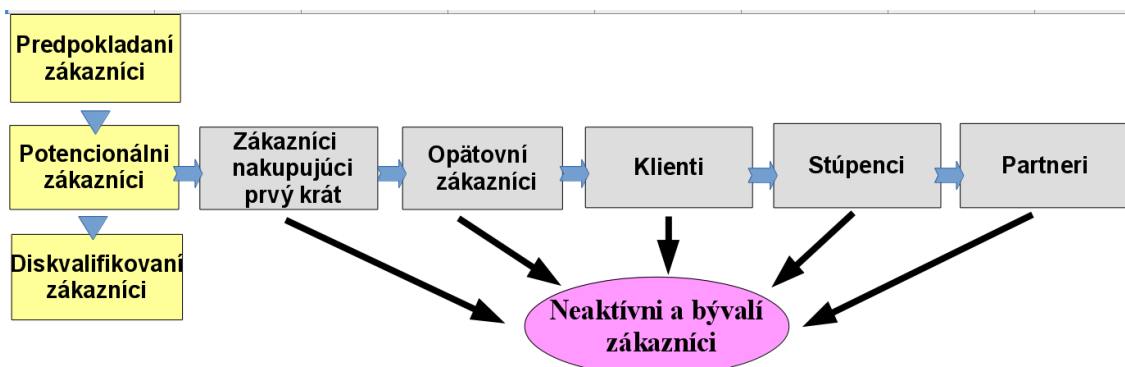 Predpokladaní
zákazníci
Potencionálni
zákazníci
Zákazníci
nakupujúci
prvý krát
Opätovní
zákazníci
Klienti
Stúpenci
Partneri
Diskvalifikovaní
zákazníci
Neaktívni a bývalí
zákazníci